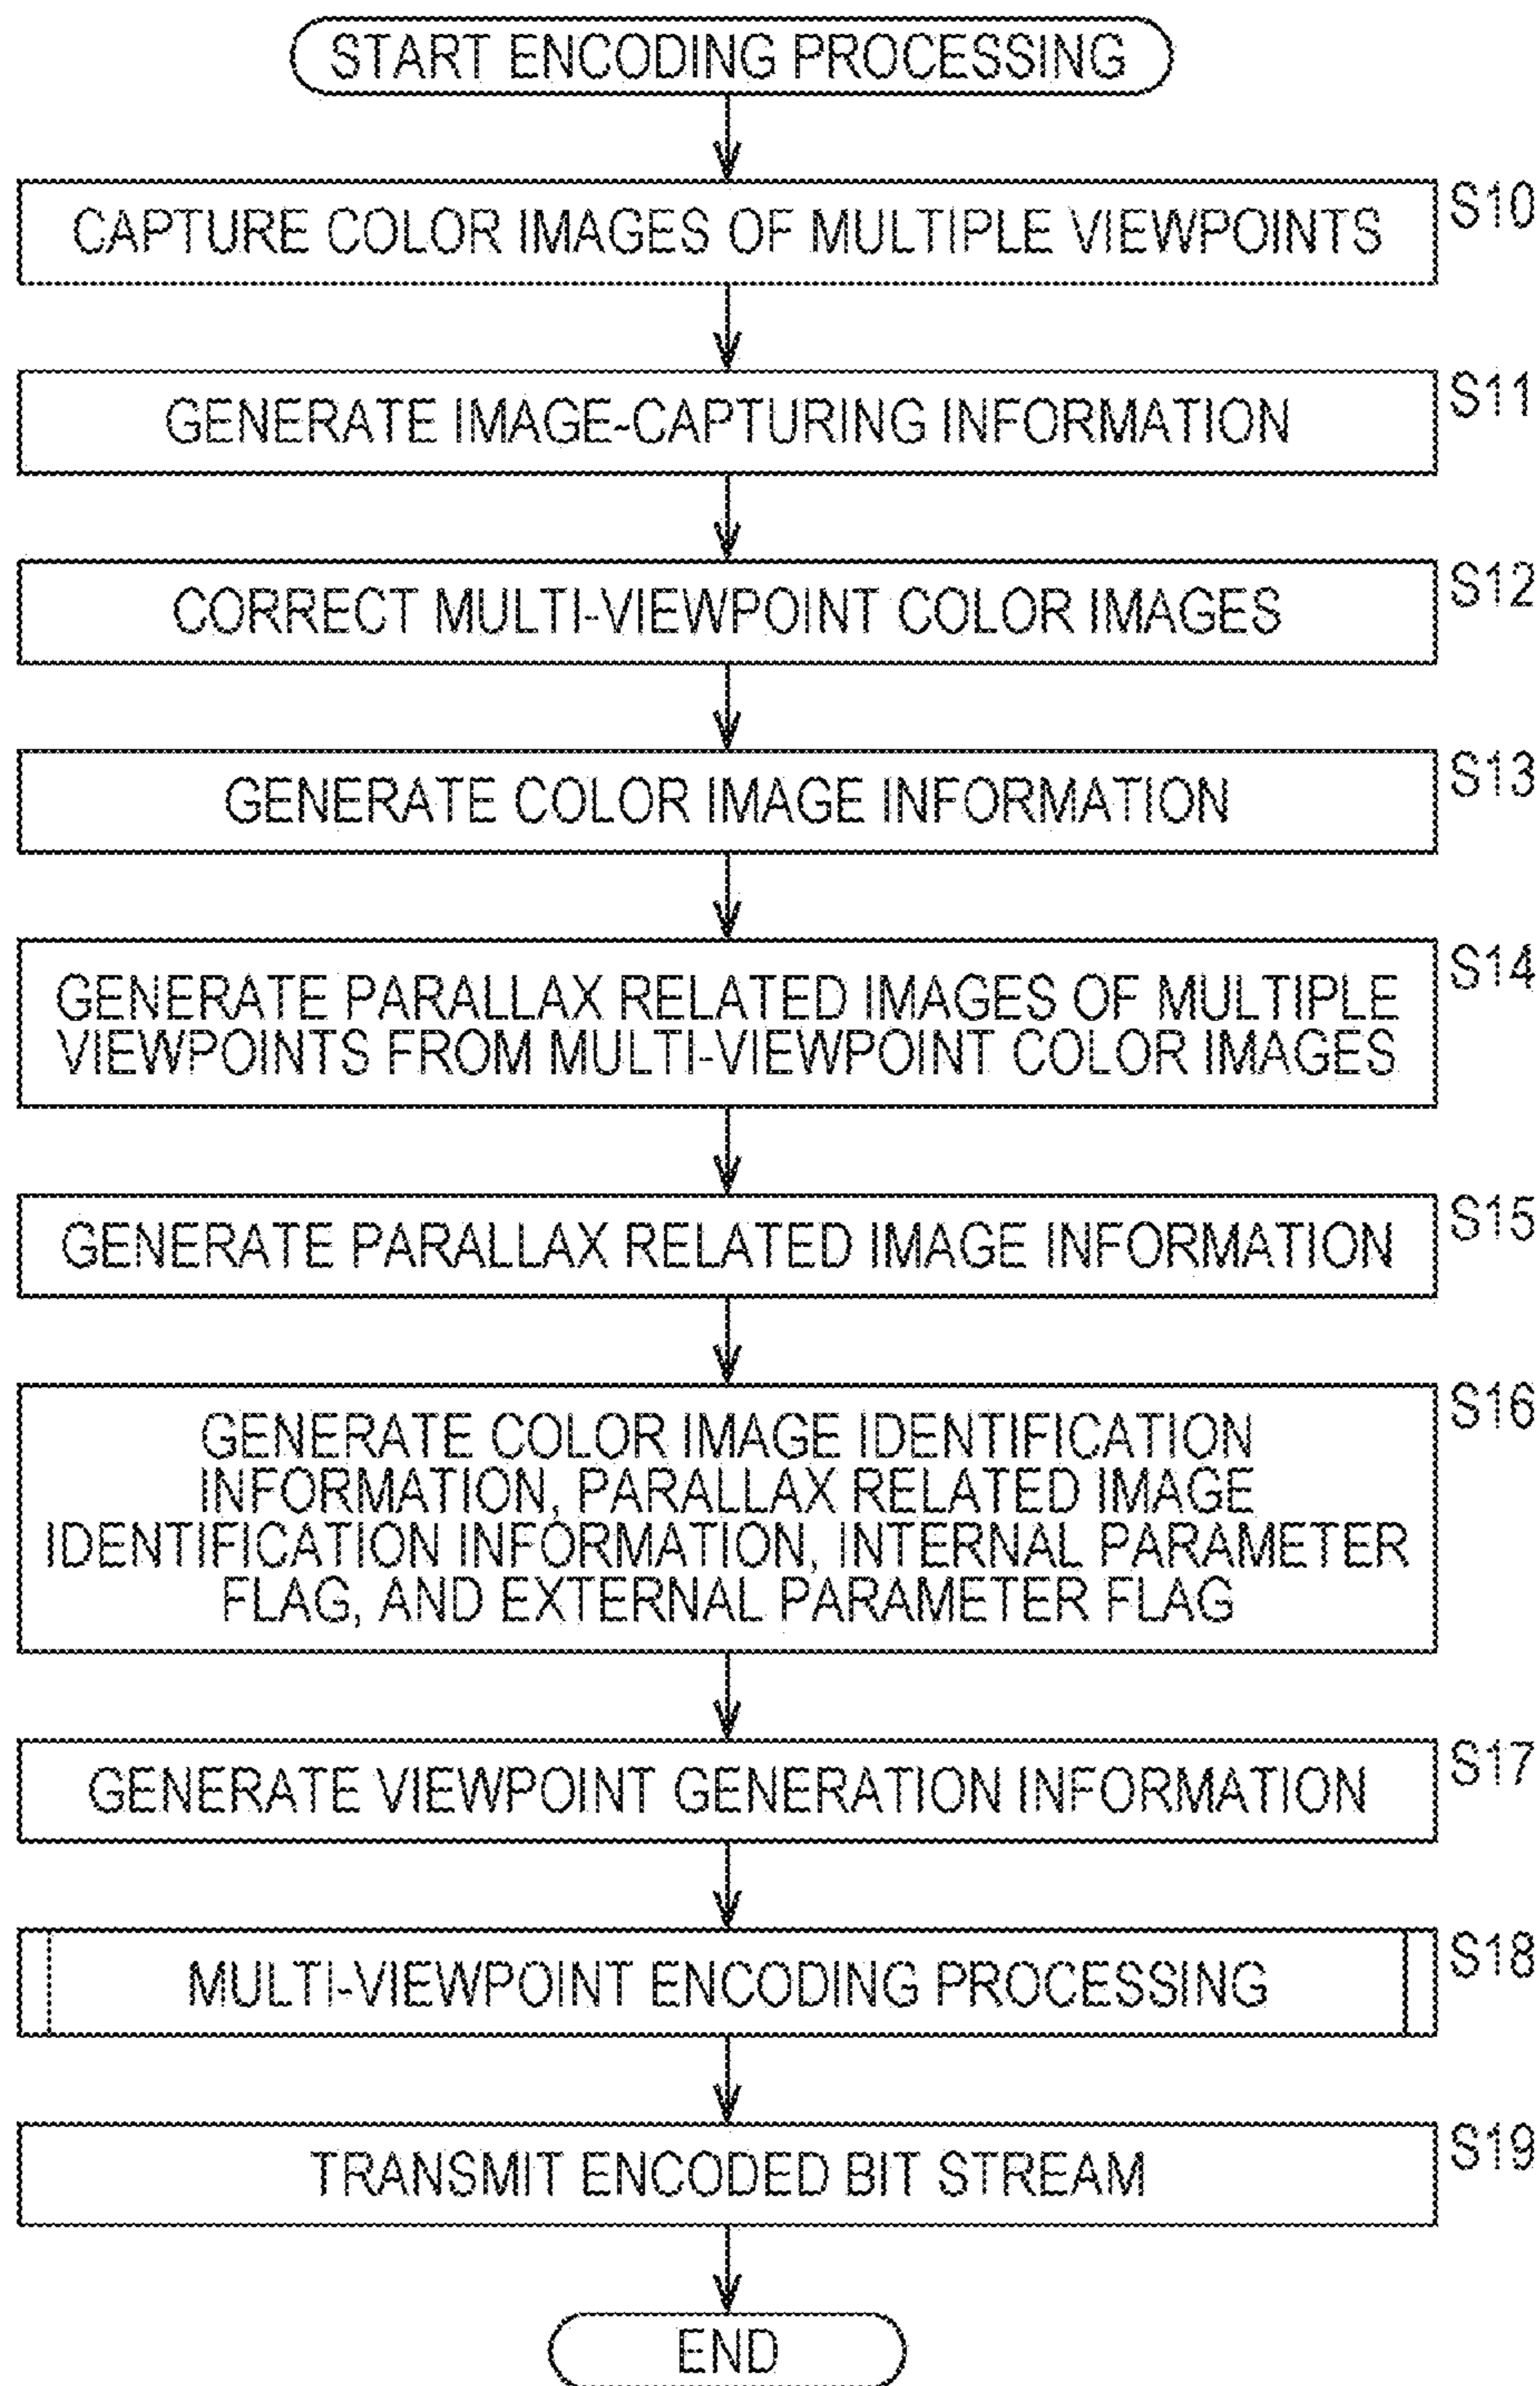 START ENCODING PROCESSING
S10
CAPTURE COLOR IMAGES OF MULTIPLE VIEWPOINTS
S11
GENERATE IMAGE-CAPTURING INFORMATION
S12
CORRECT MULTI-VIEWPOINT COLOR IMAGES
S13
GENERATE COLOR IMAGE INFORMATION
S14
GENERATE PARALLAX RELATED IMAGES OF MULTIPLE
VIEWPOINTS FROM MULTI-VIEWPOINT COLOR IMAGES
S15
GENERATE PARALLAX RELATED IMAGE INFORMATION
S16
GENERATE COLOR IMAGE IDENTIFICATION
INFORMATION, PARALLAX RELATED IMAGE
IDENTIFICATION INFORMATION, INTERNAL PARAMETER
FLAG, AND EXTERNAL PARAMETER FLAG
S17
GENERATE VIEWPOINT GENERATION INFORMATION
S18
MULTI-VIEWPOINT ENCODING PROCESSING
S19
TRANSMIT ENCODED BIT STREAM
END